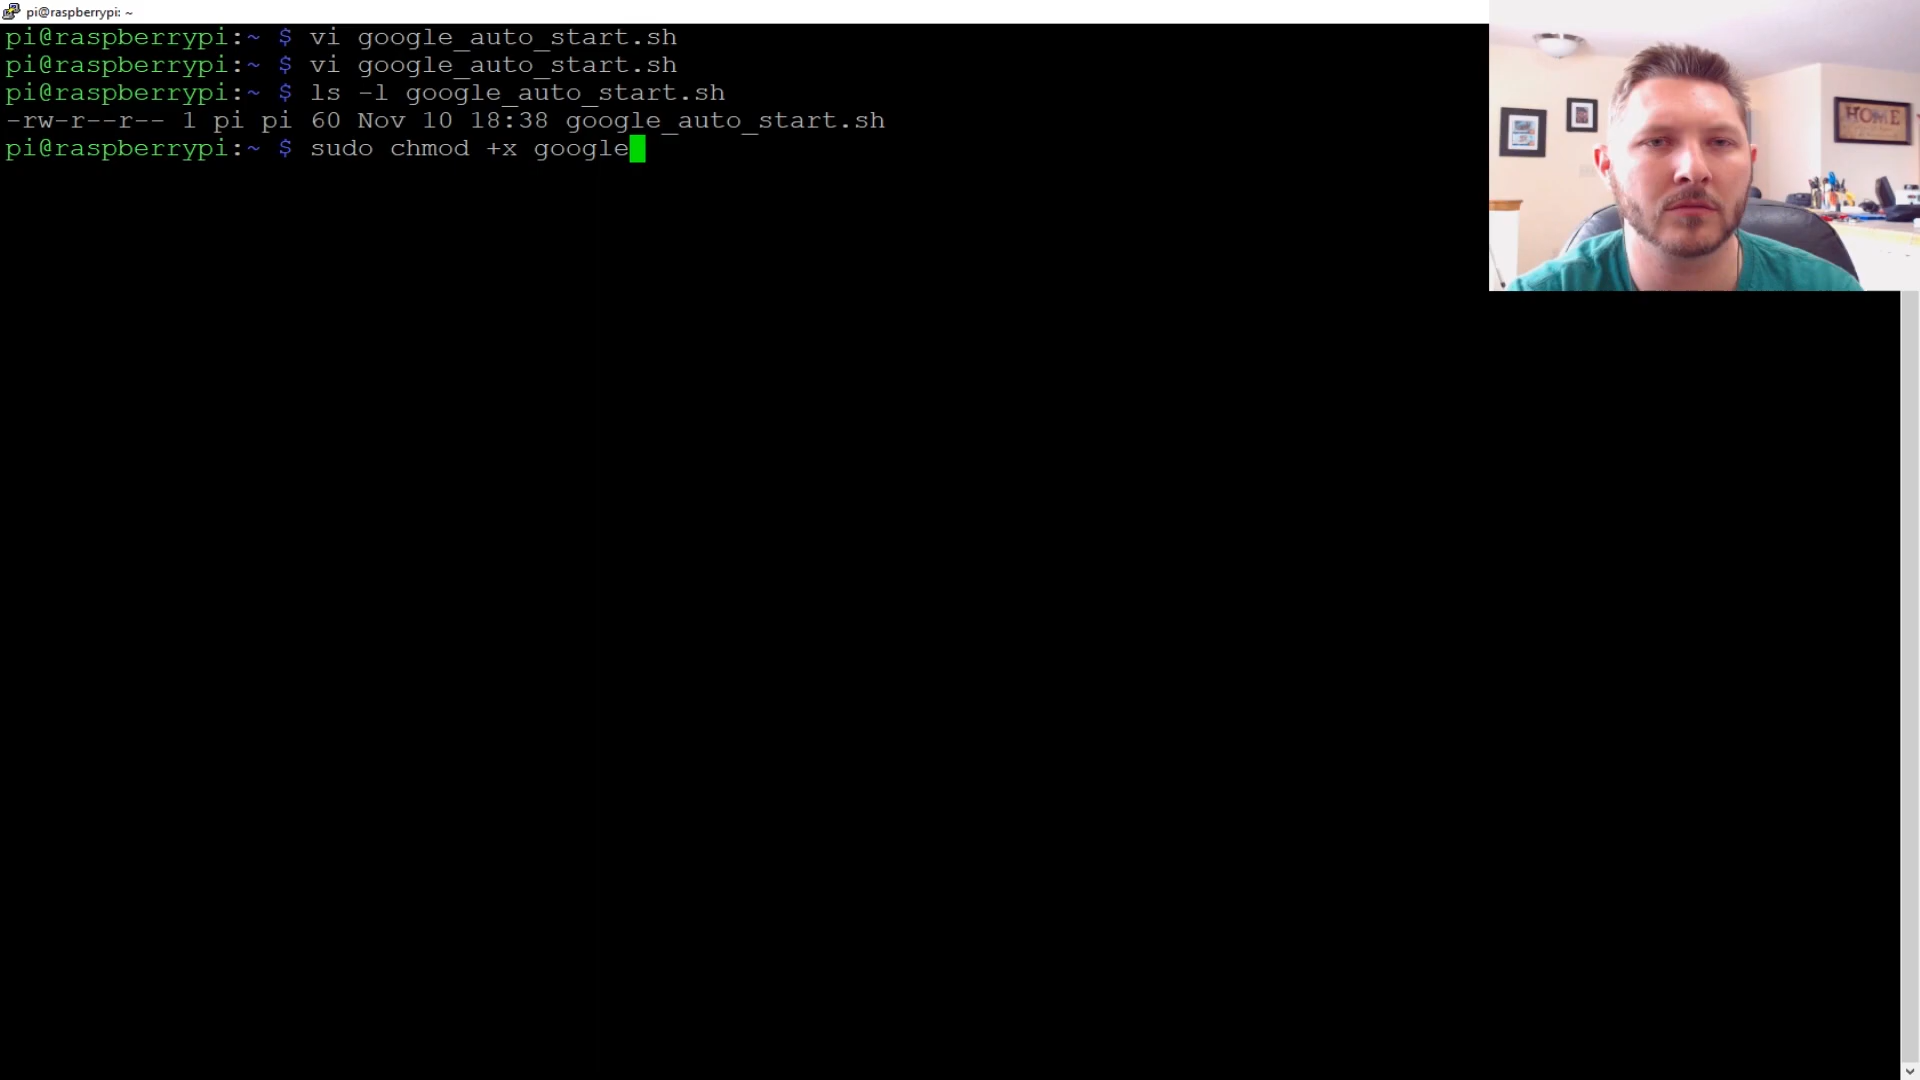 pi@raspberrypi: ~
pi@raspberrypi:~ $ vi google_auto_start.sh
pi@raspberrypi:~ $ vi google_auto_start.sh
pi@raspberrypi:~ $ ls -l google_auto_start.sh
-rw-r--r-- 1 pi pi 60 Nov 10 18:38 google_auto_start.sh
pi@raspberrypi:~ $ sudo chmod +x google
HOME